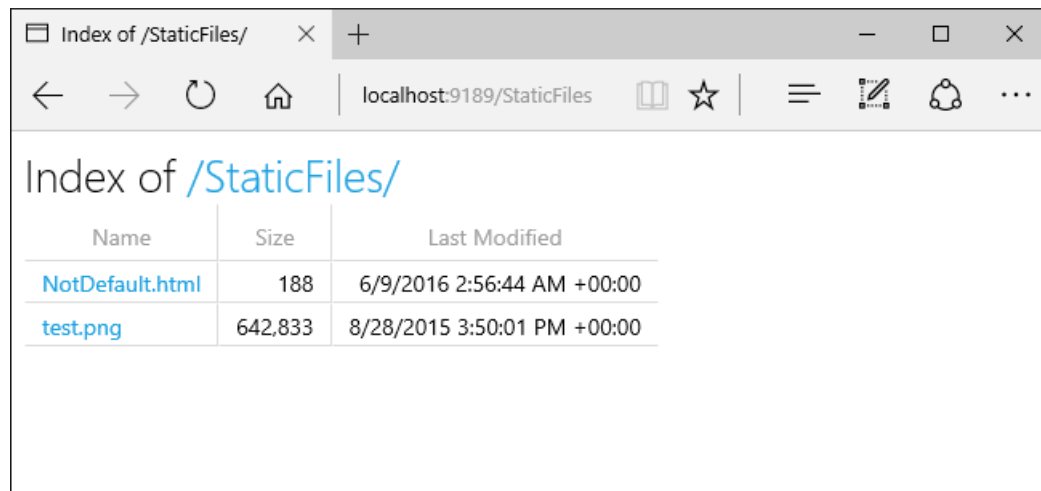 Index of /StaticFiles/
localhost:9189/StaticFiles
Index of /StaticFiles/
Name Size Last Modified
NotDefault.html 188 6/9/2016 2:56:44 AM +00:00
test.png 642,833 8/28/2015 3:50:01 PM +00:00